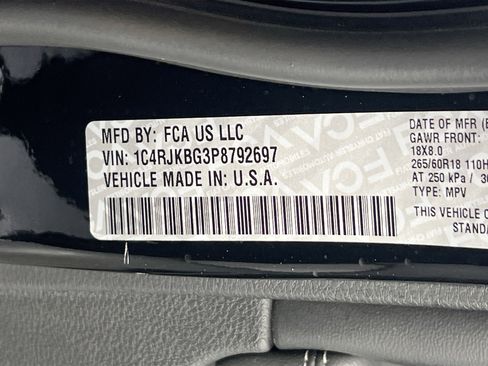 MFD BY: FCA US LLC
VIN: 1C4RJKBG3P8792697
VEHICLE MADE IN: U.S.A.
DATE OF MFR
GAWR FRONT:
18X8.0
265/60R18 110H
AT 250 kPa /
TYPE: MPV
THIS VEHICLE